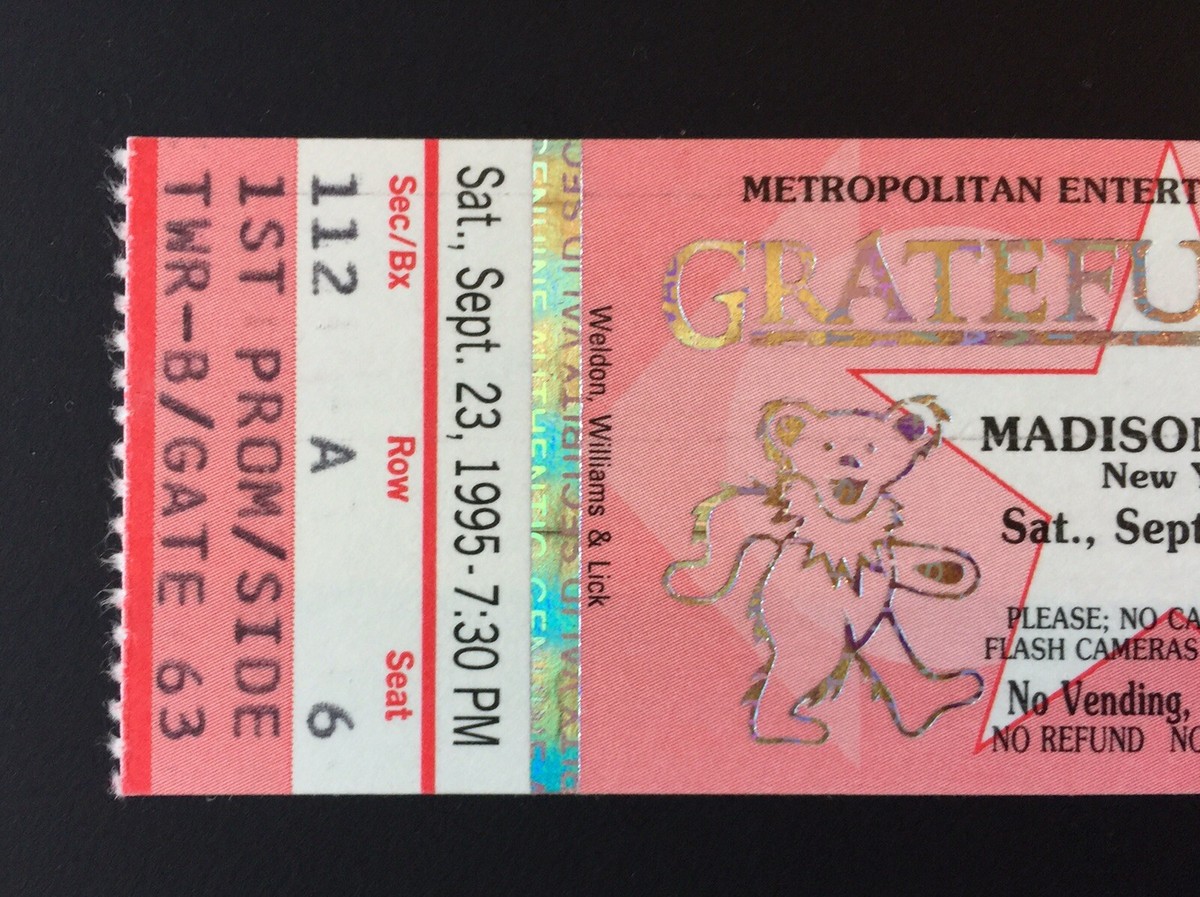 TWR-B/GATE 63
1ST PROM/SIDE
112 A 6
Sec/Bx Row Seat
Sat., Sept. 23, 1995 - 7:30 PM
Weldon, Williams & Lick
METROPOLITAN ENTERT
GRATEFU
MADISON
New Y
Sat., Sept
PLEASE; NO CA
FLASH CAMERAS
No Vending,
NO REFUND NO